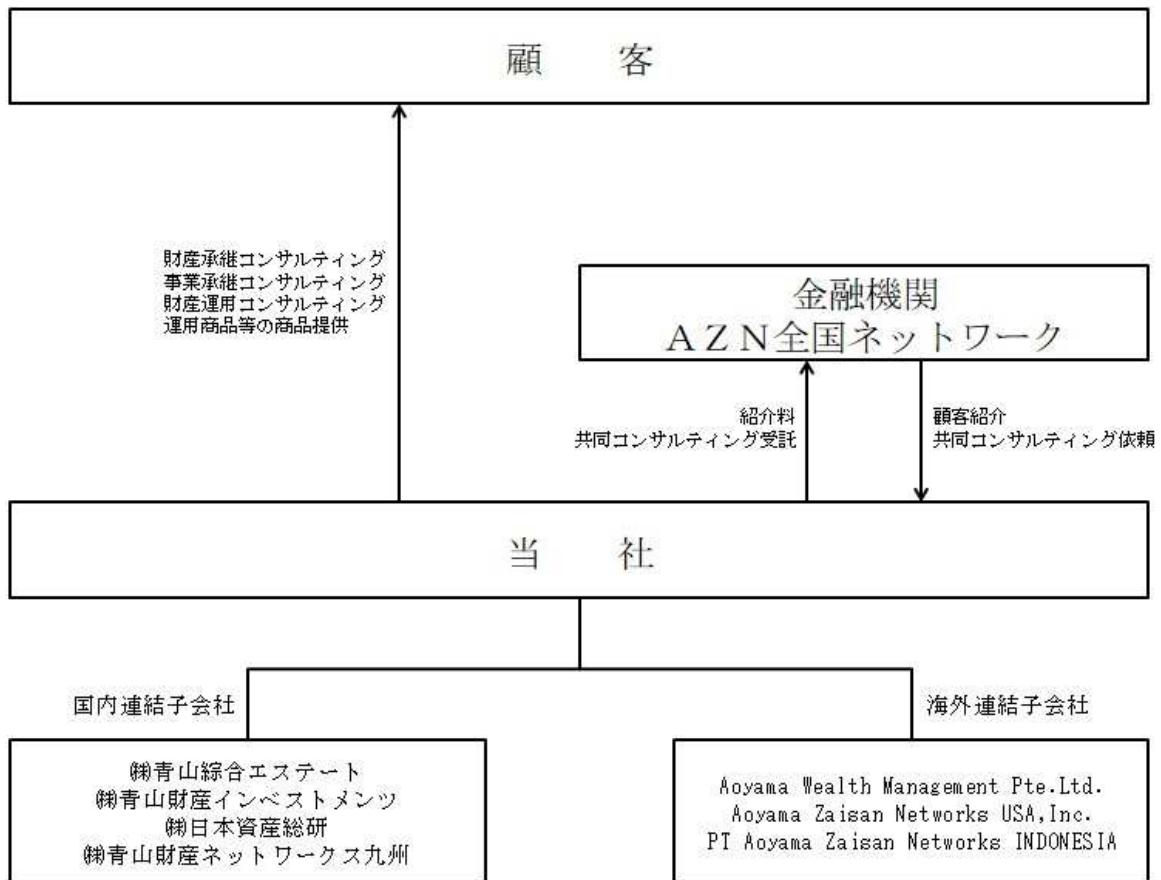 顧　　客
財産承継コンサルティング
事業承継コンサルティング
財産運用コンサルティング
運用商品等の商品提供
金融機関
ＡＺＮ全国ネットワーク
紹介料
共同コンサルティング受託
顧客紹介
共同コンサルティング依頼
当　　社
国内連結子会社
海外連結子会社
㈱青山綜合エステート
㈱青山財産インベストメンツ
㈱日本資産総研
㈱青山財産ネットワークス九州
Aoyama Wealth Management Pte.Ltd.
Aoyama Zaisan Networks USA,Inc.
PT Aoyama Zaisan Networks INDONESIA